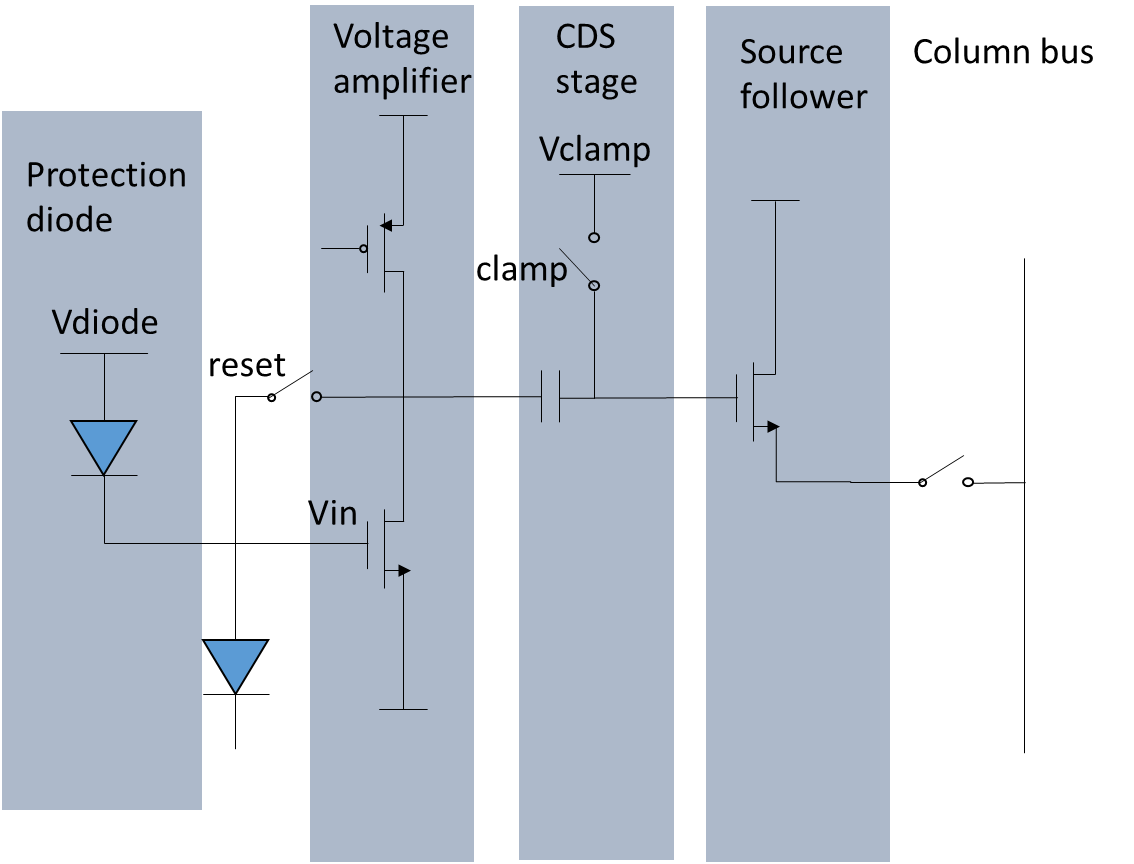 Voltage
amplifier
CDS
stage
Source
follower
Column bus
Protection
diode
Vclamp
clamp
Vdiode
reset
Vin